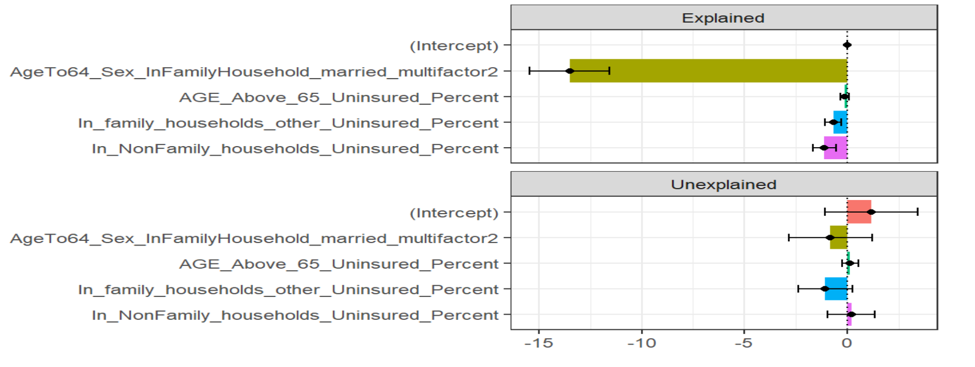 Explained
(Intercept)
AgeTo64_Sex_InFamilyHousehold_married_multifactor2
AGE_Above_65_Uninsured_Percent
In_family_households_other_Uninsured_Percent
In_NonFamily_households_Uninsured_Percent
Unexplained
(Intercept)
AgeTo64_Sex_InFamilyHousehold_married_multifactor2
AGE_Above_65_Uninsured_Percent
In_family_households_other_Uninsured_Percent
In_NonFamily_households_Uninsured_Percent
-15 -10 -5 0